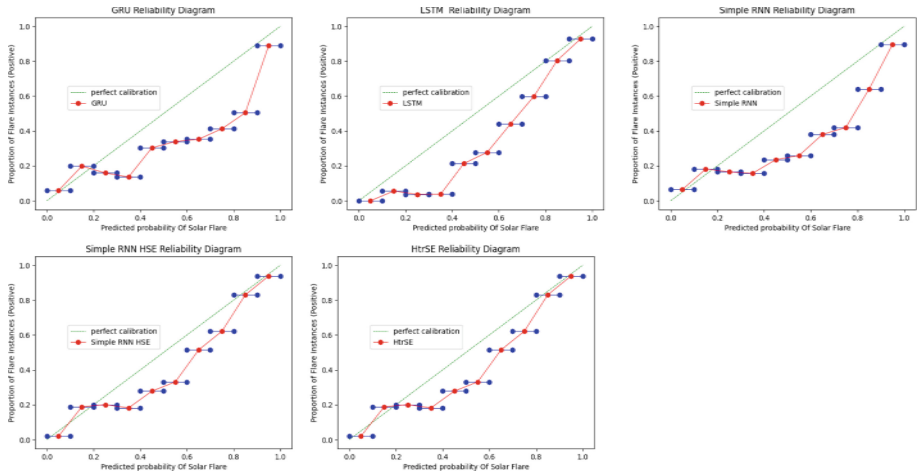 GRU Reliability Diagram
Proportion of Flare Instances (Positive)
1.0
0.8
0.6
0.4
0.2
0.0
perfect calibration
GRU
0.0 0.2 0.4 0.6 0.8 1.0
Predicted probability Of Solar Flare
LSTM Reliability Diagram
Proportion of Flare Instances (Positive)
1.0
0.8
0.6
0.4
0.2
0.0
perfect calibration
LSTM
0.0 0.2 0.4 0.6 0.8 1.0
Predicted probability Of Solar Flare
Simple RNN Reliability Diagram
Proportion of Flare Instances (Positive)
1.0
0.8
0.6
0.4
0.2
0.0
perfect calibration
Simple RNN
0.0 0.2 0.4 0.6 0.8 1.0
Predicted probability Of Solar Flare
Simple RNN HSE Reliability Diagram
Proportion of Flare Instances (Positive)
1.0
0.8
0.6
0.4
0.2
0.0
perfect calibration
Simple RNN HSE
0.0 0.2 0.4 0.6 0.8 1.0
Predicted probability Of Solar Flare
HtrSE Reliability Diagram
Proportion of Flare Instances (Positive)
1.0
0.8
0.6
0.4
0.2
0.0
perfect calibration
HtrSE
0.0 0.2 0.4 0.6 0.8 1.0
Predicted probability Of Solar Flare